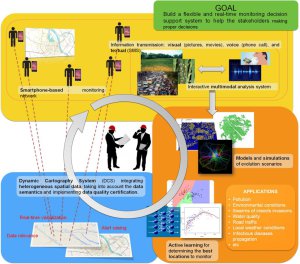 GOAL
Build a flexible and real-time monitoring decision
support system to help the stakeholders making
proper decisions
Information transmission: visual (pictures, movies), voice (phone call), and
textual (SMS)
Smartphone-based monitoring
network
Interactive multimodal analysis system
Dynamic Cartography System (DCS) integrating
heterogeneous spatial data, taking into account the data
semantics and implementing data quality certification.
Real-time visualization
Data relevance
Alert raising
Models and simulations
of evolution scenarios
APPLICATIONS:
- Pollution
- Environmental conditions
- Swarms of insects invasions
- Water quality
- Road traffic
- Local weather conditions
- Infectious diseases
propagation
- etc.
Active learning for
determining the best
locations to monitor